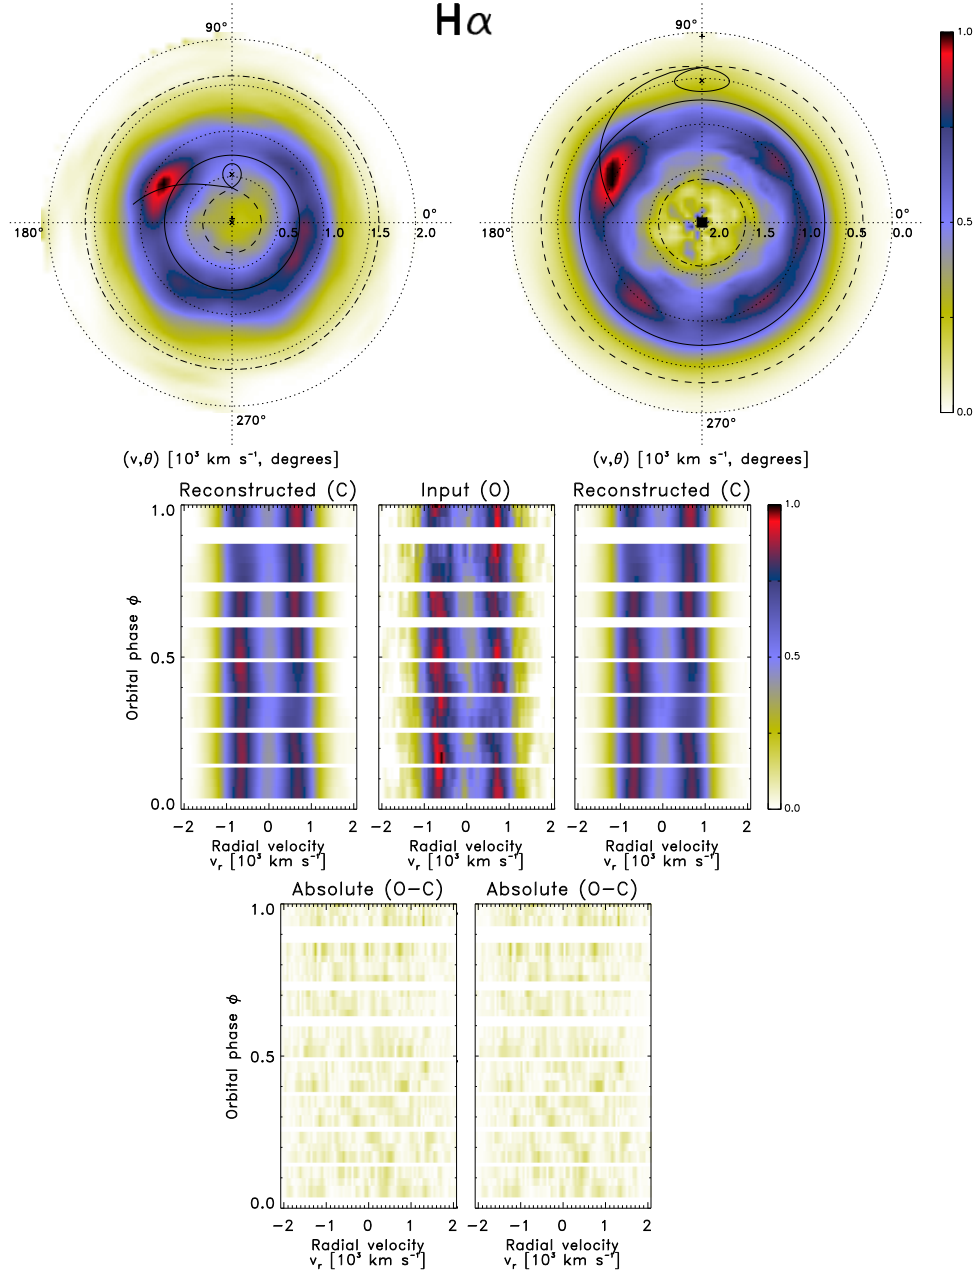 Hα
90° 90°
1.0
180° 0.5 1.0 1.5 2.0 0° 180° 2.0 1.5 1.0 0.5 0.0 0°
0.5
270° 270°
0.0
(v,θ) [10³ km s⁻¹, degrees] (v,θ) [10³ km s⁻¹, degrees]
Reconstructed (C) Input (O) Reconstructed (C)
1.0 1.0
Orbital phase ϕ
0.5 0.5
0.0 0.0
−2 −1 0 1 2 −2 −1 0 1 2 −2 −1 0 1 2
Radial velocity Radial velocity Radial velocity
vᵣ [10³ km s⁻¹] vᵣ [10³ km s⁻¹] vᵣ [10³ km s⁻¹]
Absolute (O−C) Absolute (O−C)
1.0
Orbital phase ϕ
0.5
0.0
−2 −1 0 1 2 −2 −1 0 1 2
Radial velocity Radial velocity
vᵣ [10³ km s⁻¹] vᵣ [10³ km s⁻¹]